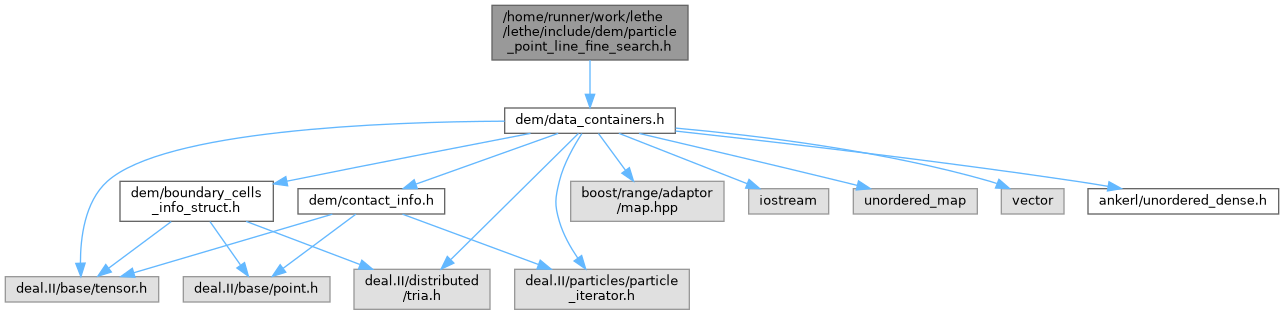 /home/runner/work/lethe
/lethe/include/dem/particle
_point_line_fine_search.h
dem/data_containers.h
dem/boundary_cells
_info_struct.h
dem/contact_info.h
boost/range/adaptor
/map.hpp
iostream
unordered_map
vector
ankerl/unordered_dense.h
deal.II/base/tensor.h
deal.II/base/point.h
deal.II/distributed
/tria.h
deal.II/particles/particle
_iterator.h